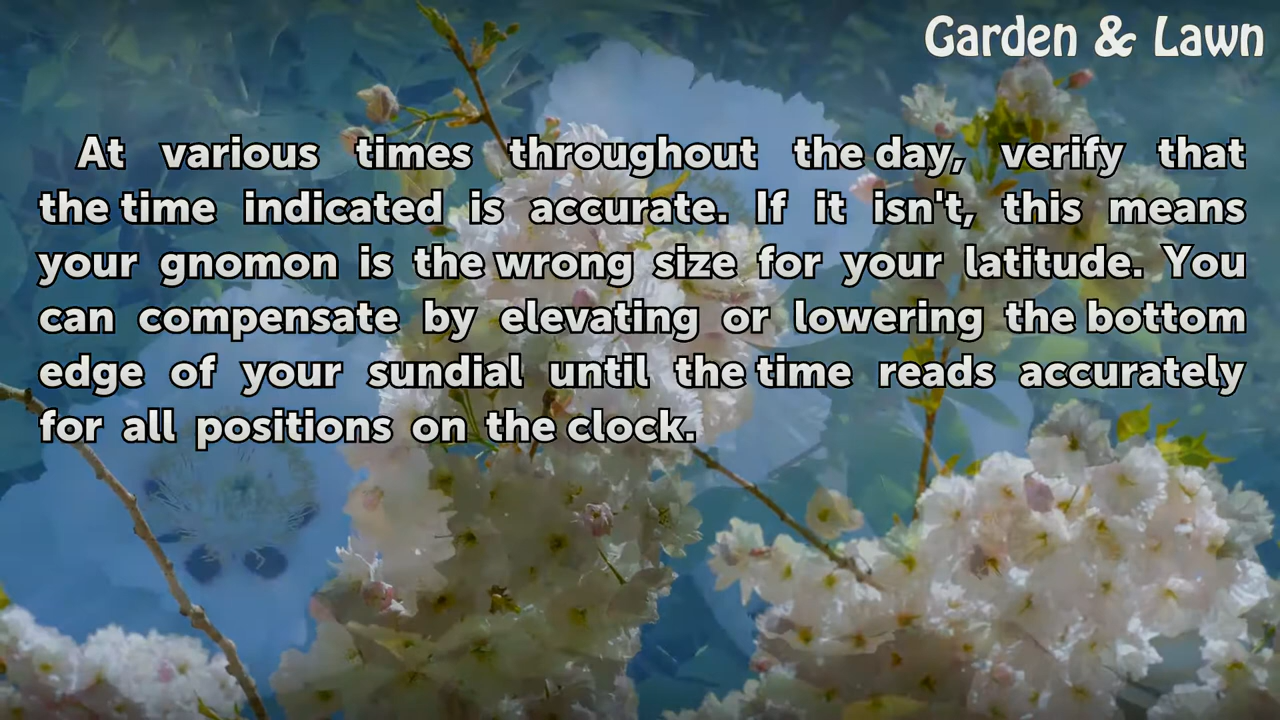 Garden & Lawn
At various times throughout the day, verify that
the time indicated is accurate. If it isn't, this means
your gnomon is the wrong size for your latitude. You
can compensate by elevating or lowering the bottom
edge of your sundial until the time reads accurately
for all positions on the clock.